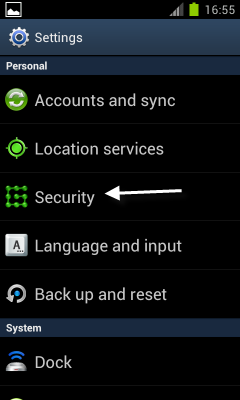 16:55
Settings
Personal
Accounts and sync
Location services
Security
A
Language and input
Back up and reset
System
Dock